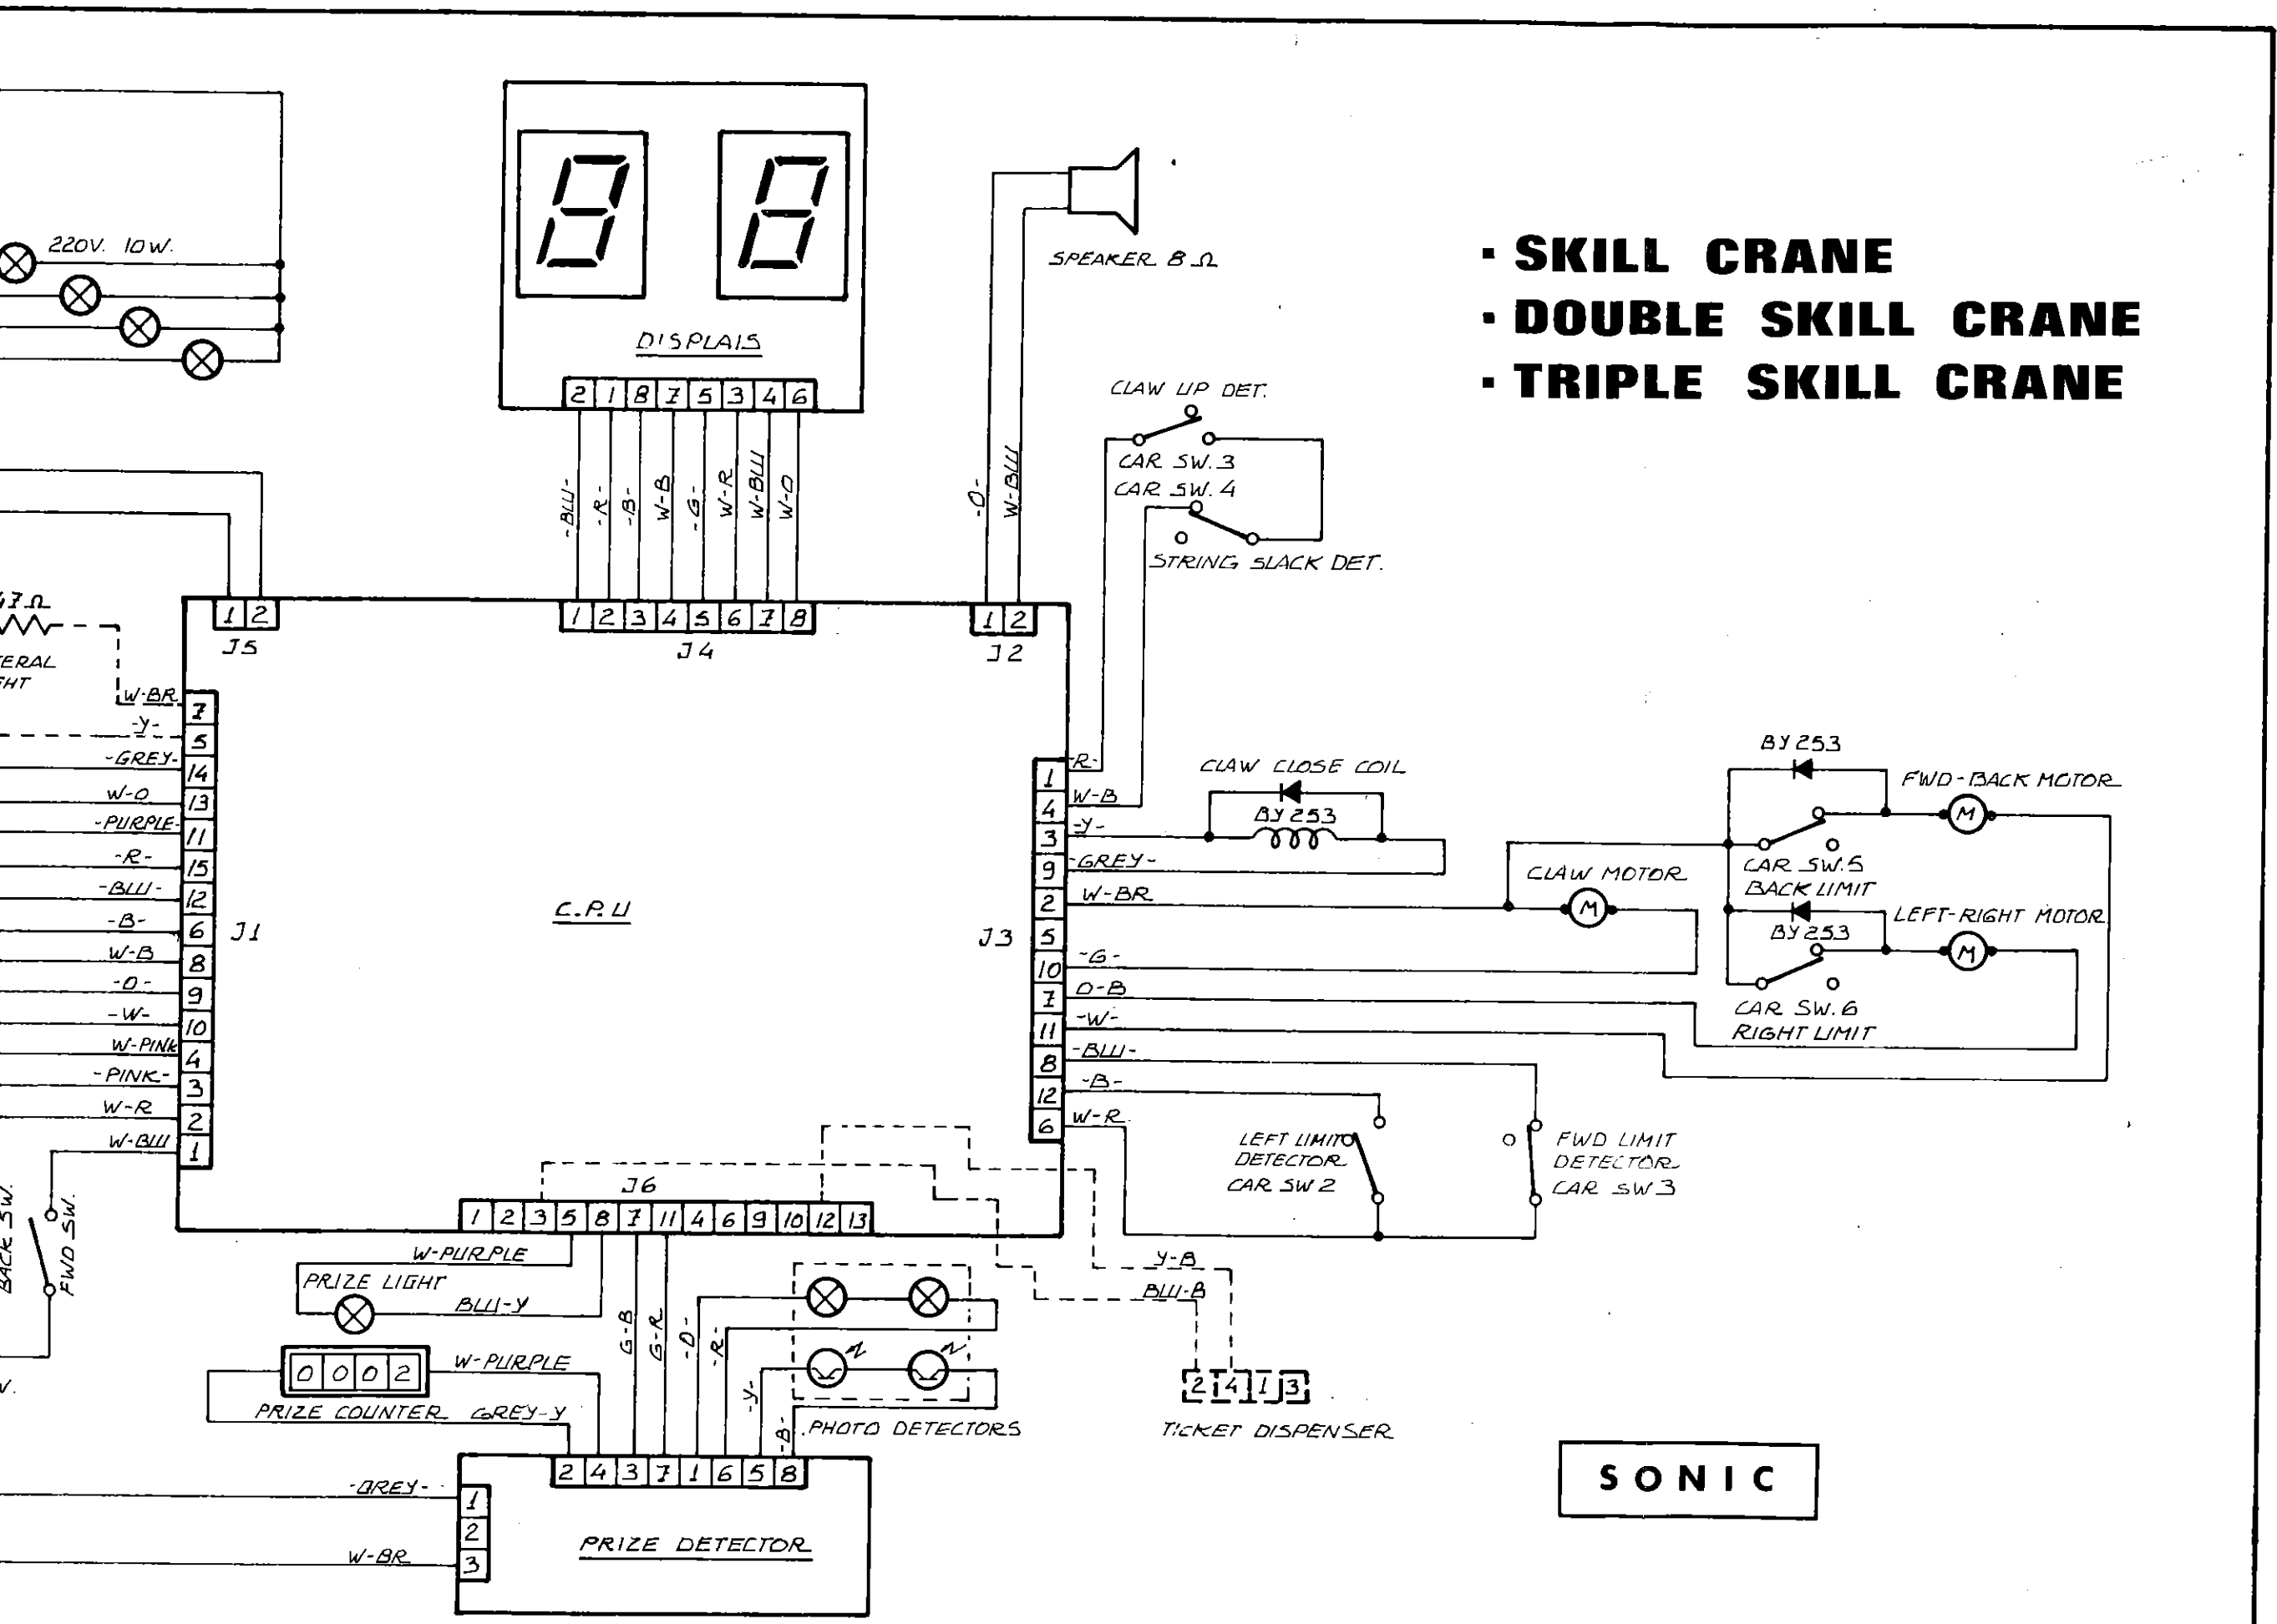 220V. 10W.
DISPLAIS
2 1 8 7 5 3 4 6
-BLU-
-R-
-B-
W-B
-G-
W-R
W-BLU
W-O
1 2 3 4 5 6 7 8
J4
SPEAKER 8 Ω
-O-
W-BLU
1 2
J2
· SKILL CRANE
· DOUBLE SKILL CRANE
· TRIPLE SKILL CRANE
CLAW UP DET.
CAR SW.3
CAR SW.4
STRING SLACK DET.
1 2
J5
47Ω
W-BR 7
-Y- 5
-GREY- 14
W-O 13
-PURPLE- 11
-R- 15
-BLU- 12
-B- 6
W-B 8
-O- 9
-W- 10
W-PINK 4
-PINK- 3
W-R 2
W-BLU 1
J1
C.P.U
J3
1 -R-
4 W-B
3 -Y-
9 -GREY-
2 W-BR
5
10 -G-
7 O-B
11 -W-
8 -BLU-
12 -B-
6 W-R
CLAW CLOSE COIL
BY 253
CLAW MOTOR
M
BY 253
FWD-BACK MOTOR
M
CAR SW.5
BACK LIMIT
LEFT-RIGHT MOTOR
BY 253
M
CAR SW.6
RIGHT LIMIT
LEFT LIMIT
DETECTOR
CAR SW 2
FWD LIMIT
DETECTOR
CAR SW 3
BACK SW.
FWD SW.
J6
1 2 3 5 8 7 11 4 6 9 10 12 13
W-PURPLE
PRIZE LIGHT
BLU-Y
0 0 0 2
W-PURPLE
PRIZE COUNTER
GREY-Y
G-B
G-R
-O-
-R-
-Y-
-B-
PHOTO DETECTORS
Y-B
BLU-B
2 4 1 3
TICKET DISPENSER
2 4 3 7 1 6 5 8
-GREY- 1
2
W-BR 3
PRIZE DETECTOR
SONIC